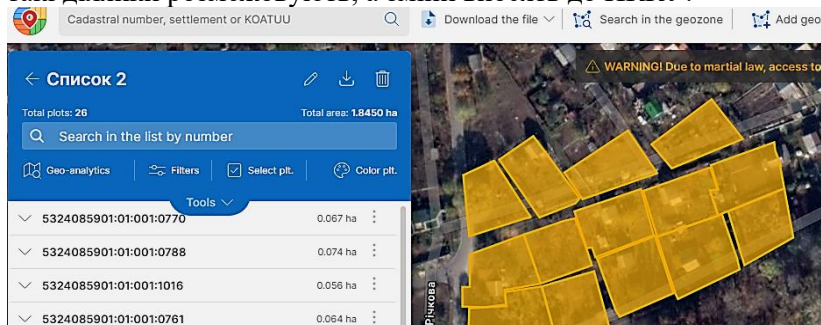 Cadastral number, settlement or KOATUU
Download the file
Search in the geozone
Add geo
WARNING! Due to martial law, access to
Список 2
Total plots: 26
Total area: 1.8450 ha
Search in the list by number
Geo-analytics
Filters
Select plt.
Color plt.
Tools
5324085901:01:001:0770
0.067 ha
5324085901:01:001:0788
0.074 ha
5324085901:01:001:1016
0.056 ha
5324085901:01:001:0761
0.064 ha
Річкова